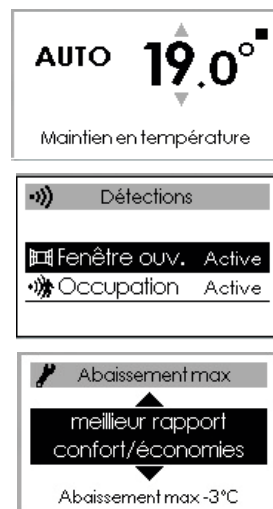 AUTO 19.0°
Maintien en température
Détections
Fenêtre ouv. Active
Occupation Active
Abaissement max
meillieur rapport
confort/économies
Abaissement max -3°C